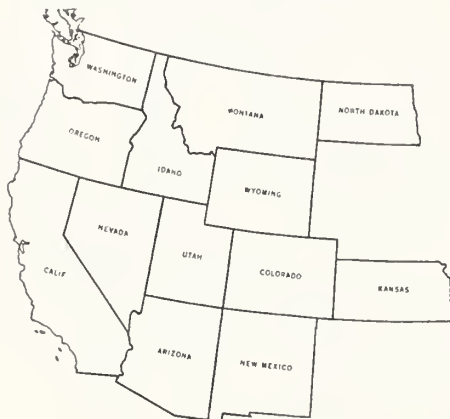 WASHINGTON
MONTANA
NORTH DAKOTA
OREGON
IDAHO
WYOMING
NEVADA
UTAH
COLORADO
CALIF
KANSAS
ARIZONA
NEW MEXICO